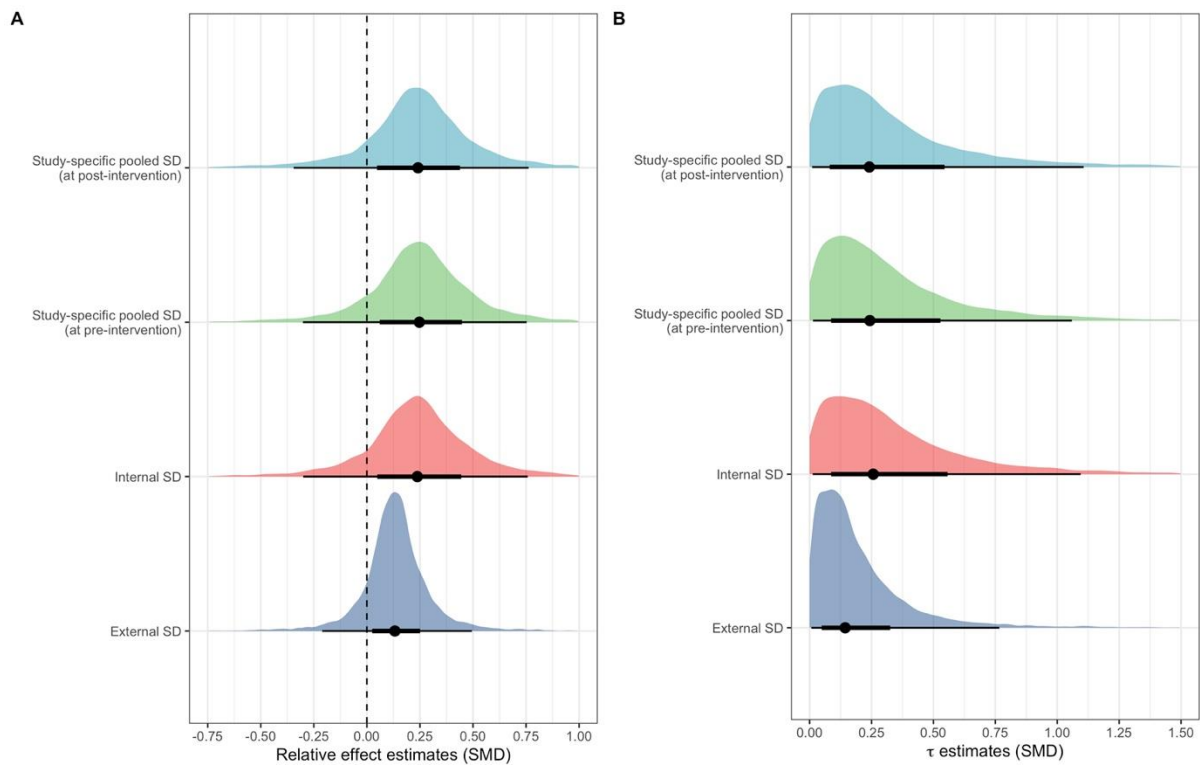 A
Study-specific pooled SD
(at post-intervention)
Study-specific pooled SD
(at pre-intervention)
Internal SD
External SD
-0.75 -0.50 -0.25 0.00 0.25 0.50 0.75 1.00
Relative effect estimates (SMD)
B
Study-specific pooled SD
(at post-intervention)
Study-specific pooled SD
(at pre-intervention)
Internal SD
External SD
0.00 0.25 0.50 0.75 1.00 1.25 1.50
τ estimates (SMD)